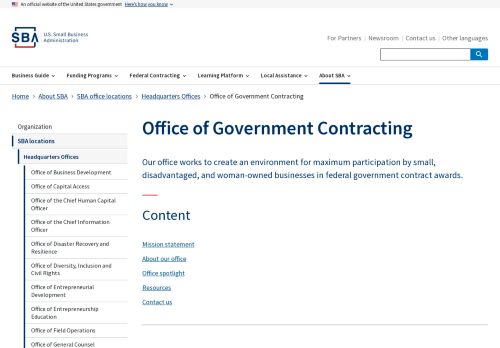 An official website of the United States government Here's how you know
SBA U.S. Small Business
Administration
For Partners Newsroom Contact us Other languages
Business Guide Funding Programs Federal Contracting Learning Platform Local Assistance About SBA
Home > About SBA > SBA office locations > Headquarters Offices > Office of Government Contracting
Organization
SBA locations
Headquarters Offices
Office of Business Development
Office of Capital Access
Office of the Chief Human Capital
Officer
Office of the Chief Information
Officer
Office of Disaster Recovery and
Resilience
Office of Diversity, Inclusion and
Civil Rights
Office of Entrepreneurial
Development
Office of Entrepreneurship
Education
Office of Field Operations
Office of General Counsel
Office of Government Contracting
Our office works to create an environment for maximum participation by small,
disadvantaged, and woman-owned businesses in federal government contract awards.
Content
Mission statement
About our office
Office spotlight
Resources
Contact us